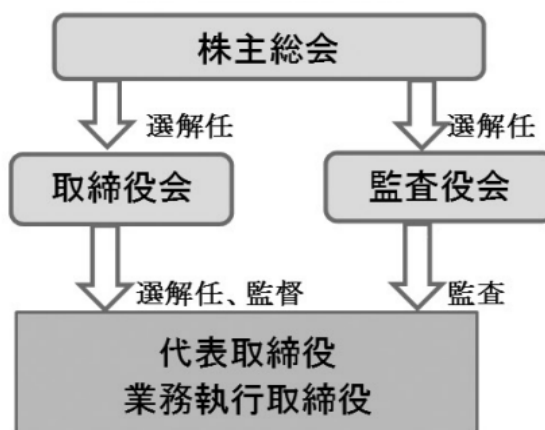 株主総会
選解任
選解任
取締役会
監査役会
選解任、監督
監査
代表取締役
業務執行取締役